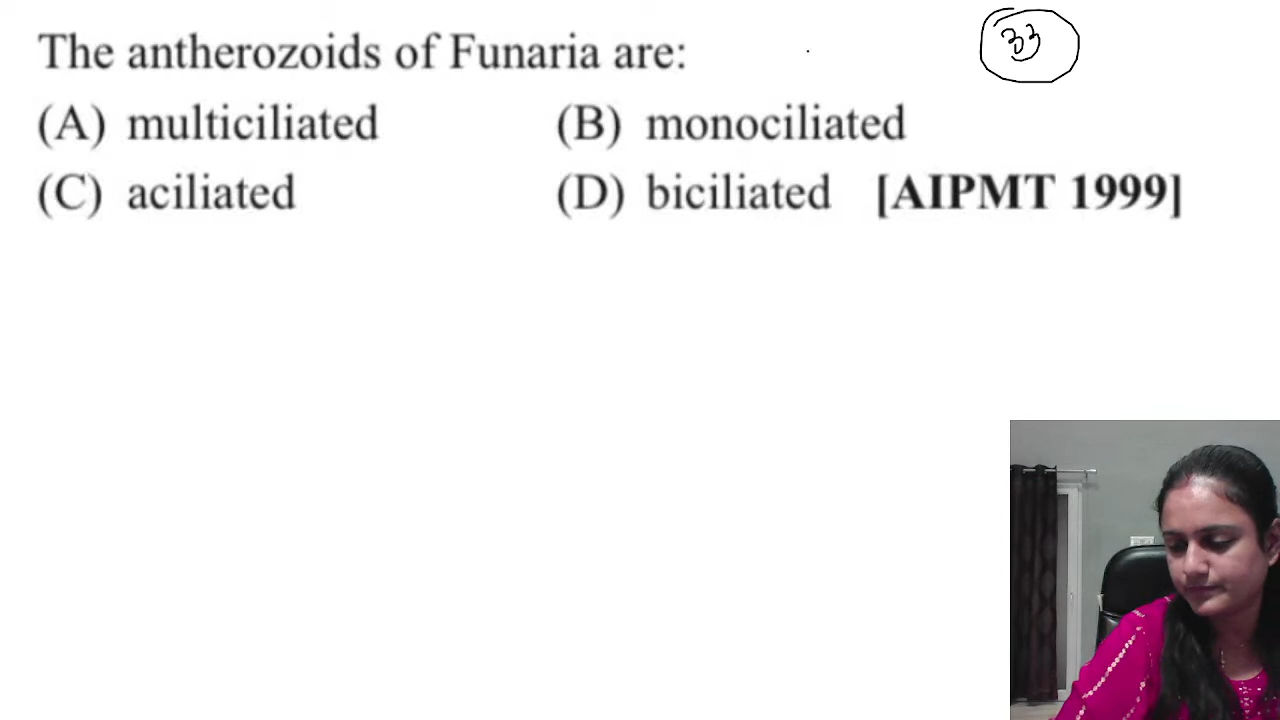 The antherozoids of Funaria are:
33
(A) multiciliated (B) monociliated
(C) aciliated (D) biciliated [AIPMT 1999]